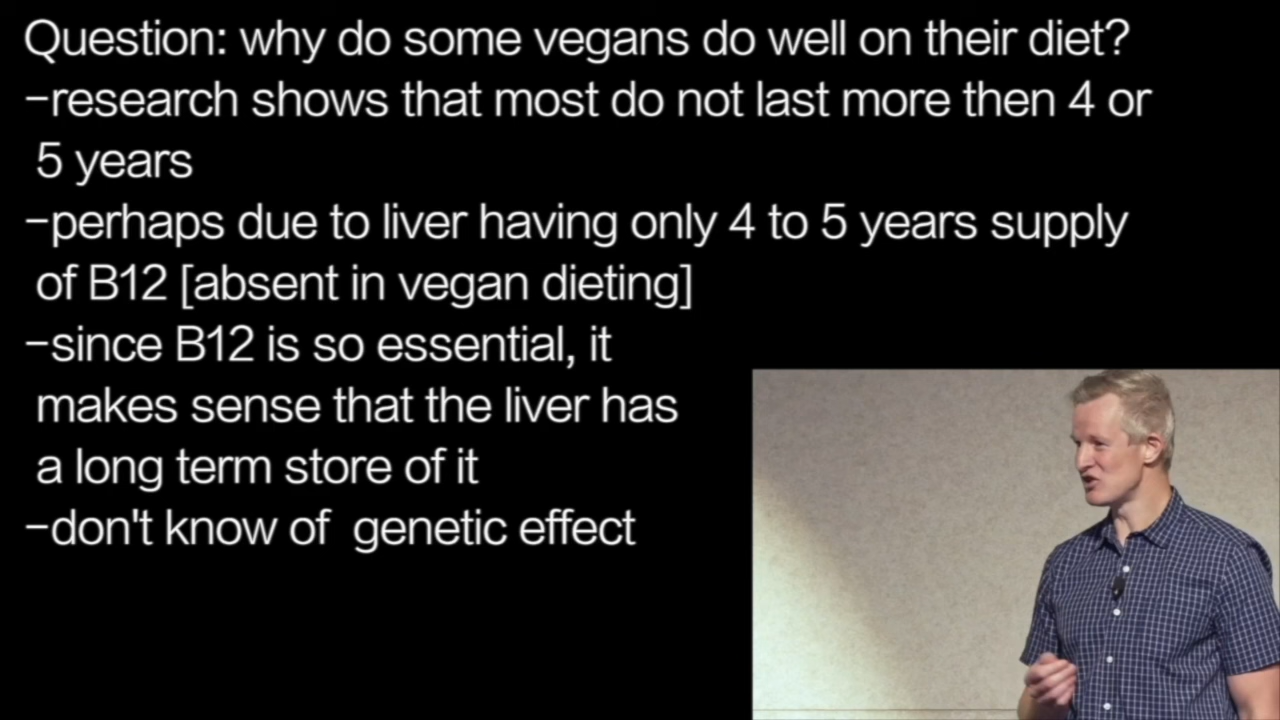 Question: why do some vegans do well on their diet?
−research shows that most do not last more then 4 or
5 years
−perhaps due to liver having only 4 to 5 years supply
of B12 [absent in vegan dieting]
−since B12 is so essential, it
makes sense that the liver has
a long term store of it
−don't know of genetic effect